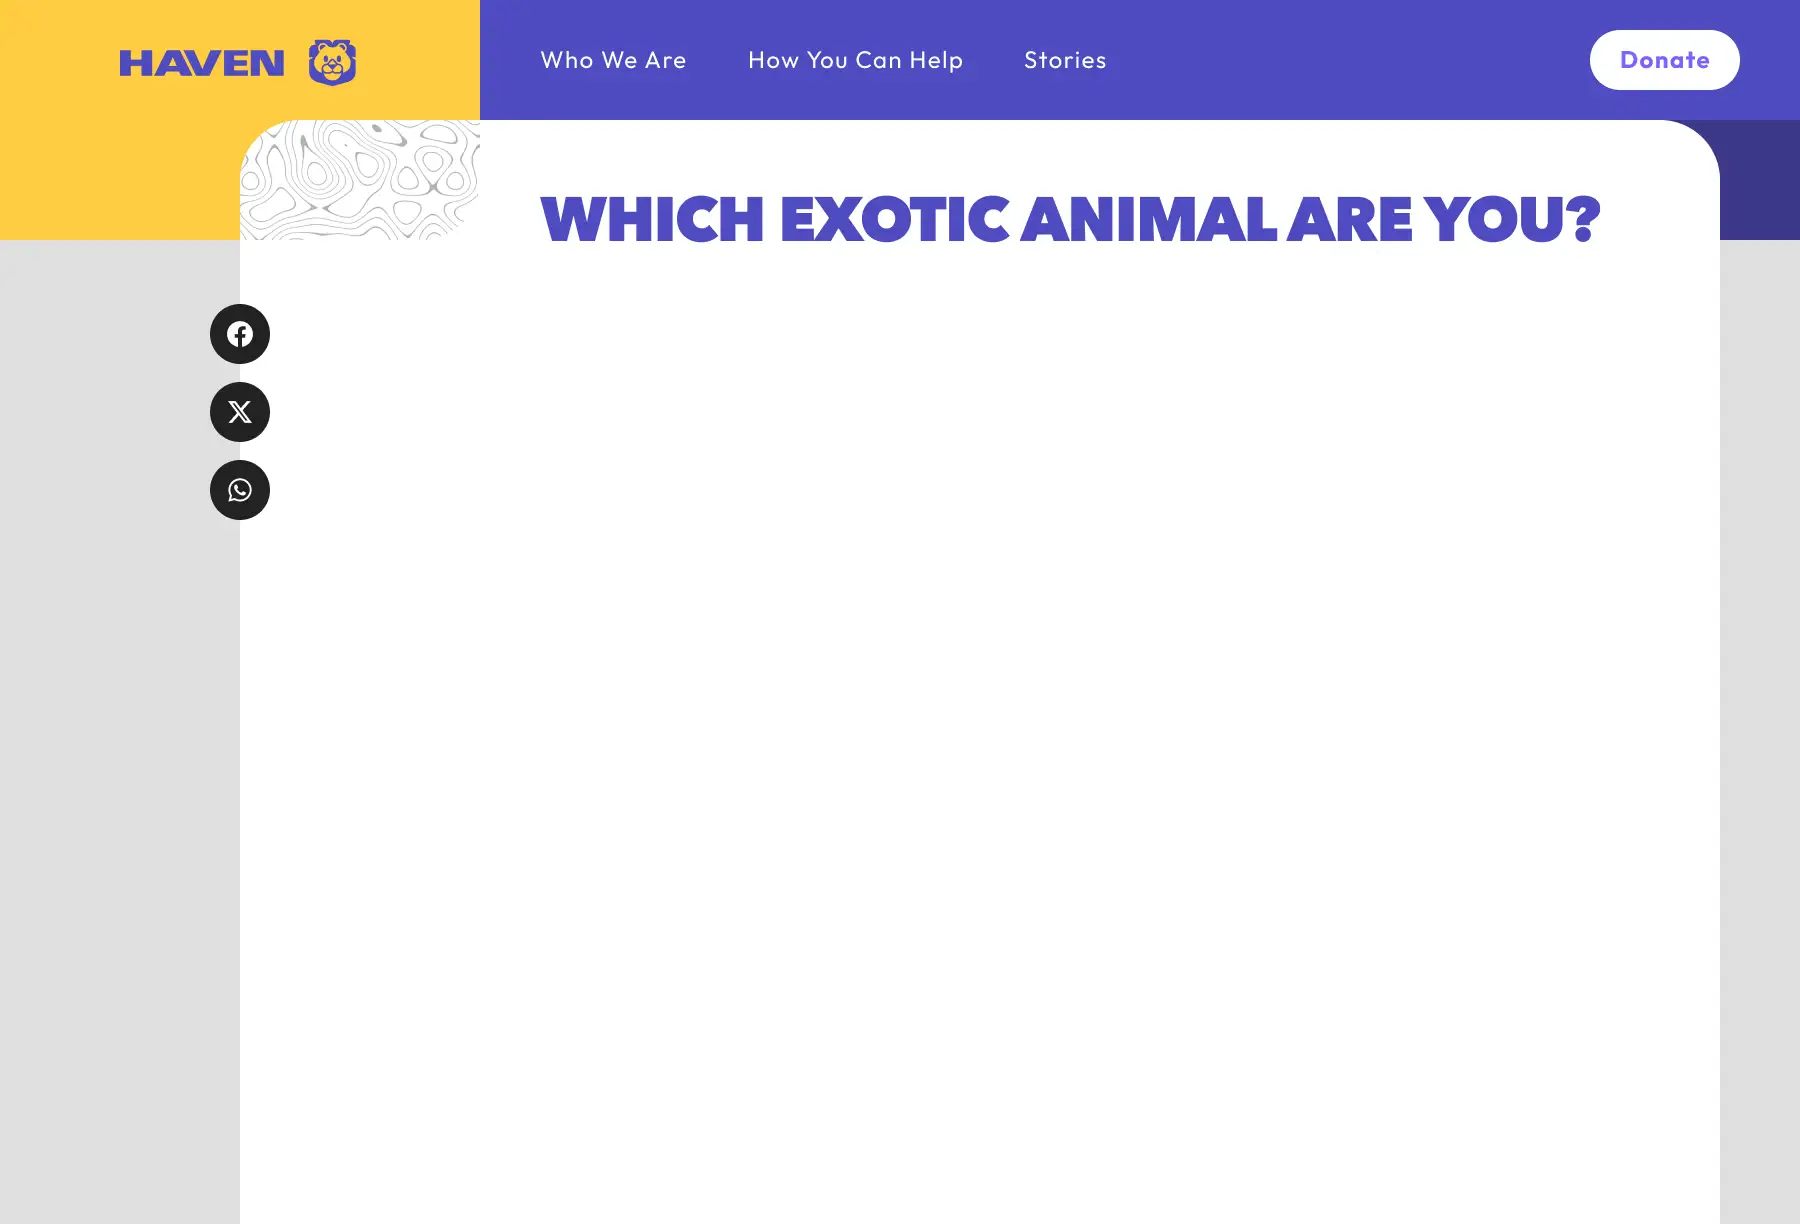 HAVEN
Who We Are
How You Can Help
Stories
Donate
WHICH EXOTIC ANIMAL ARE YOU?